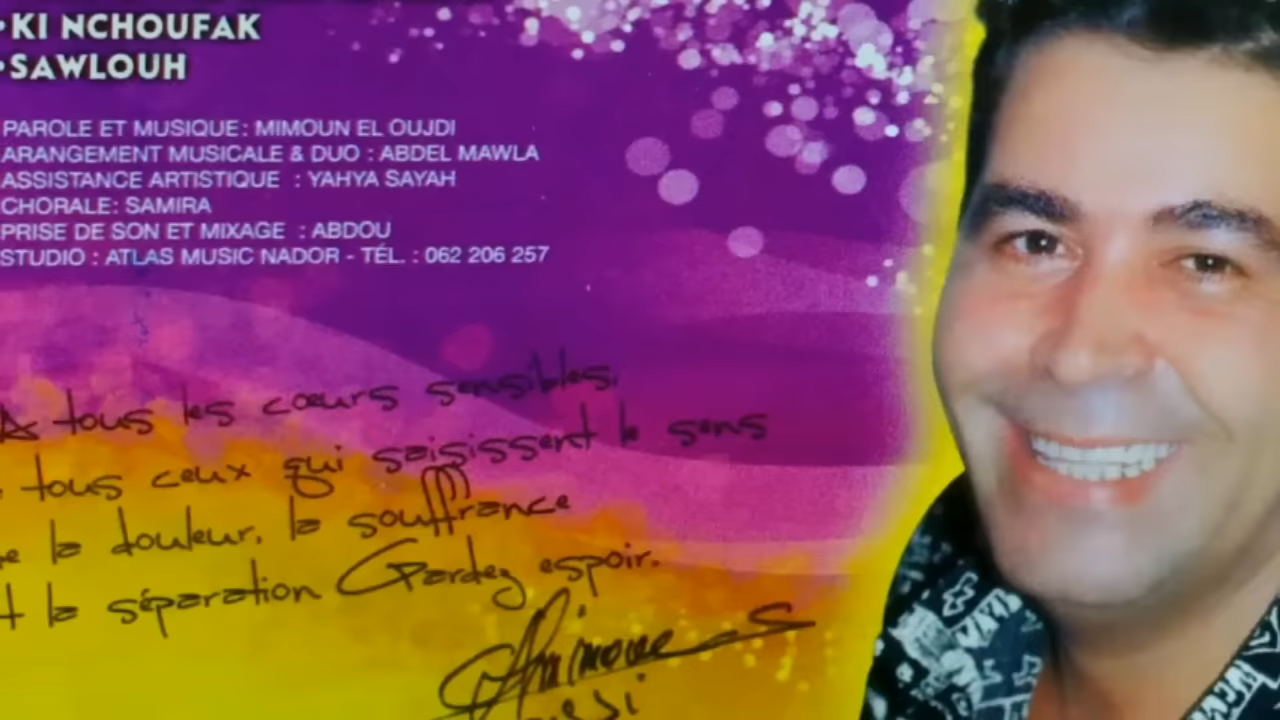 •KI NCHOUFAK
•SAWLOUH
PAROLE ET MUSIQUE: MIMOUN EL OUJDI
ARANGEMENT MUSICALE & DUO : ABDEL MAWLA
ASSISTANCE ARTISTIQUE : YAHYA SAYAH
CHORALE: SAMIRA
PRISE DE SON ET MIXAGE : ABDOU
STUDIO : ATLAS MUSIC NADOR - TÉL. : 062 206 257
A tous les cœurs sensibles,
tous ceux qui saisissent le sens
la douleur, la souffrance
la séparation Gardez espoir.